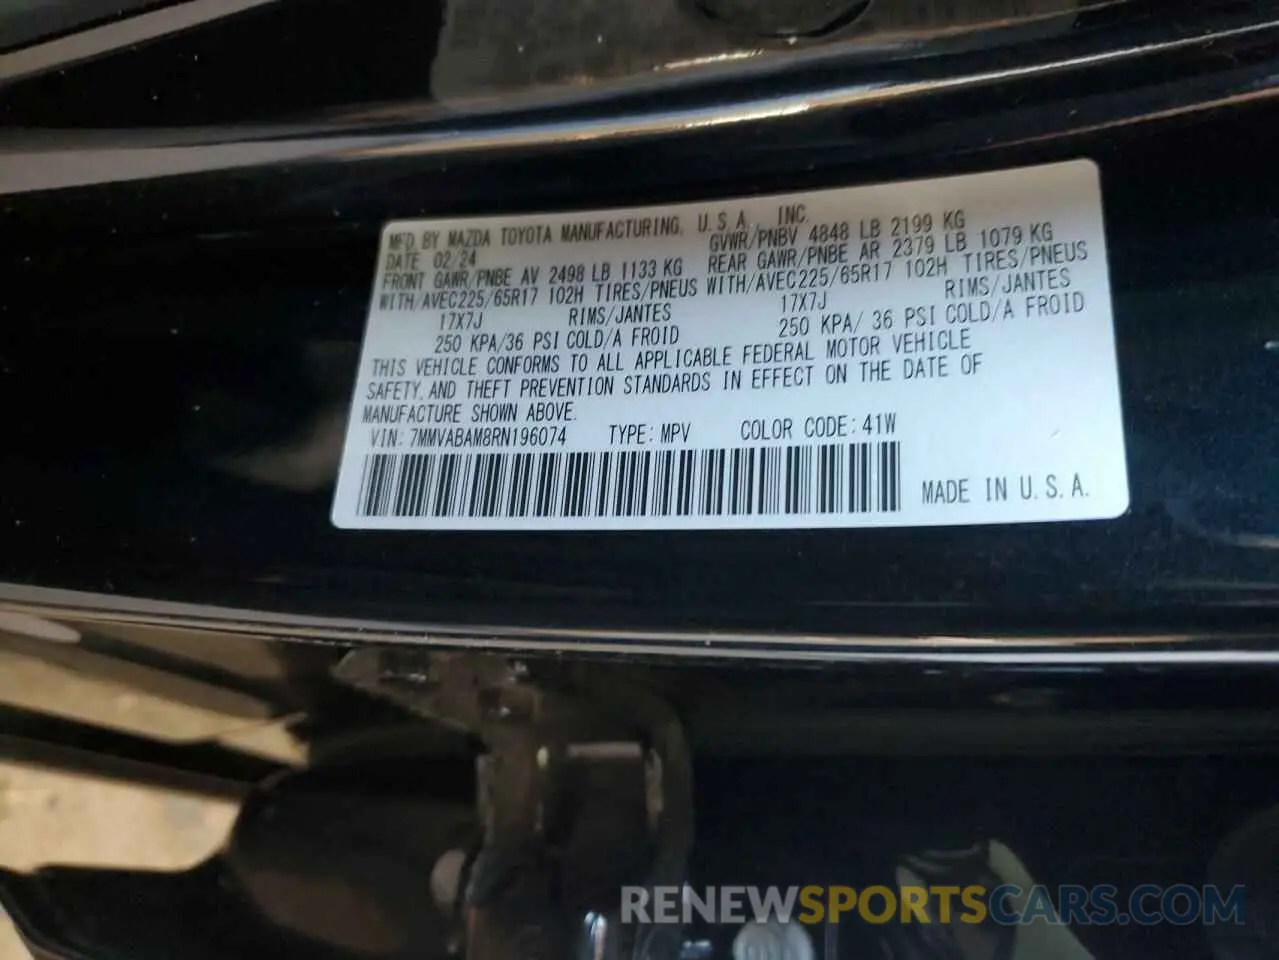 MFD BY MAZDA TOYOTA MANUFACTURING, U.S.A., INC.
DATE 02/24 GVWR/PNBV 4848 LB 2199 KG
FRONT GAWR/PNBE AV 2498 LB 1133 KG REAR GAWR/PNBE AR 2379 LB 1079 KG
WITH/AVEC225/65R17 102H TIRES/PNEUS WITH/AVEC225/65R17 102H TIRES/PNEUS
17X7J RIMS/JANTES 17X7J RIMS/JANTES
250 KPA/36 PSI COLD/A FROID 250 KPA/ 36 PSI COLD/A FROID
THIS VEHICLE CONFORMS TO ALL APPLICABLE FEDERAL MOTOR VEHICLE
SAFETY, AND THEFT PREVENTION STANDARDS IN EFFECT ON THE DATE OF
MANUFACTURE SHOWN ABOVE.
VIN: 7MMVABAM8RN196074 TYPE: MPV COLOR CODE: 41W
MADE IN U.S.A.
RENEWSPORTSCARS.COM